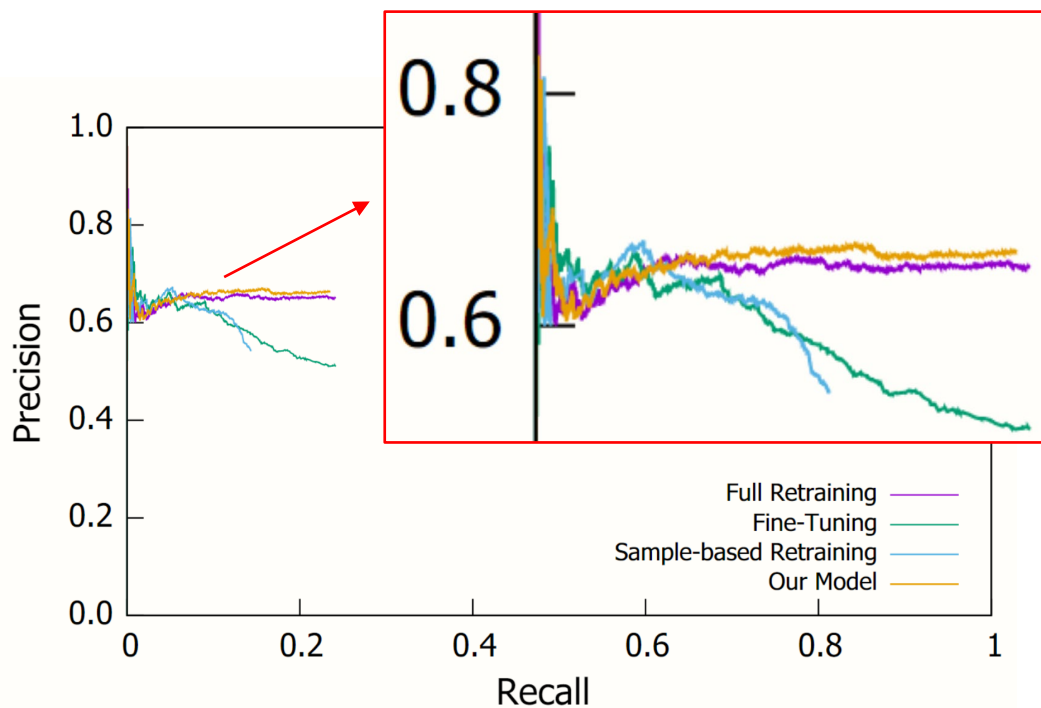 0.8
0.6
1.0
0.8
0.6
0.4
0.2
0.0
Precision
Full Retraining
Fine-Tuning
Sample-based Retraining
Our Model
0
0.2
0.4
0.6
0.8
1
Recall